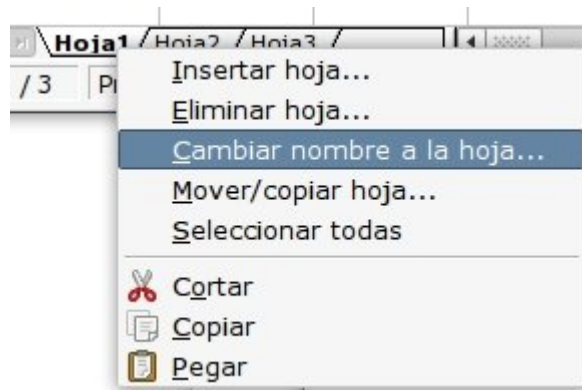 Hoja1 / Hoja2 / Hoja3 /
/ 3
Insertar hoja...
Eliminar hoja...
Cambiar nombre a la hoja...
Mover/copiar hoja...
Seleccionar todas
Cortar
Copiar
Pegar